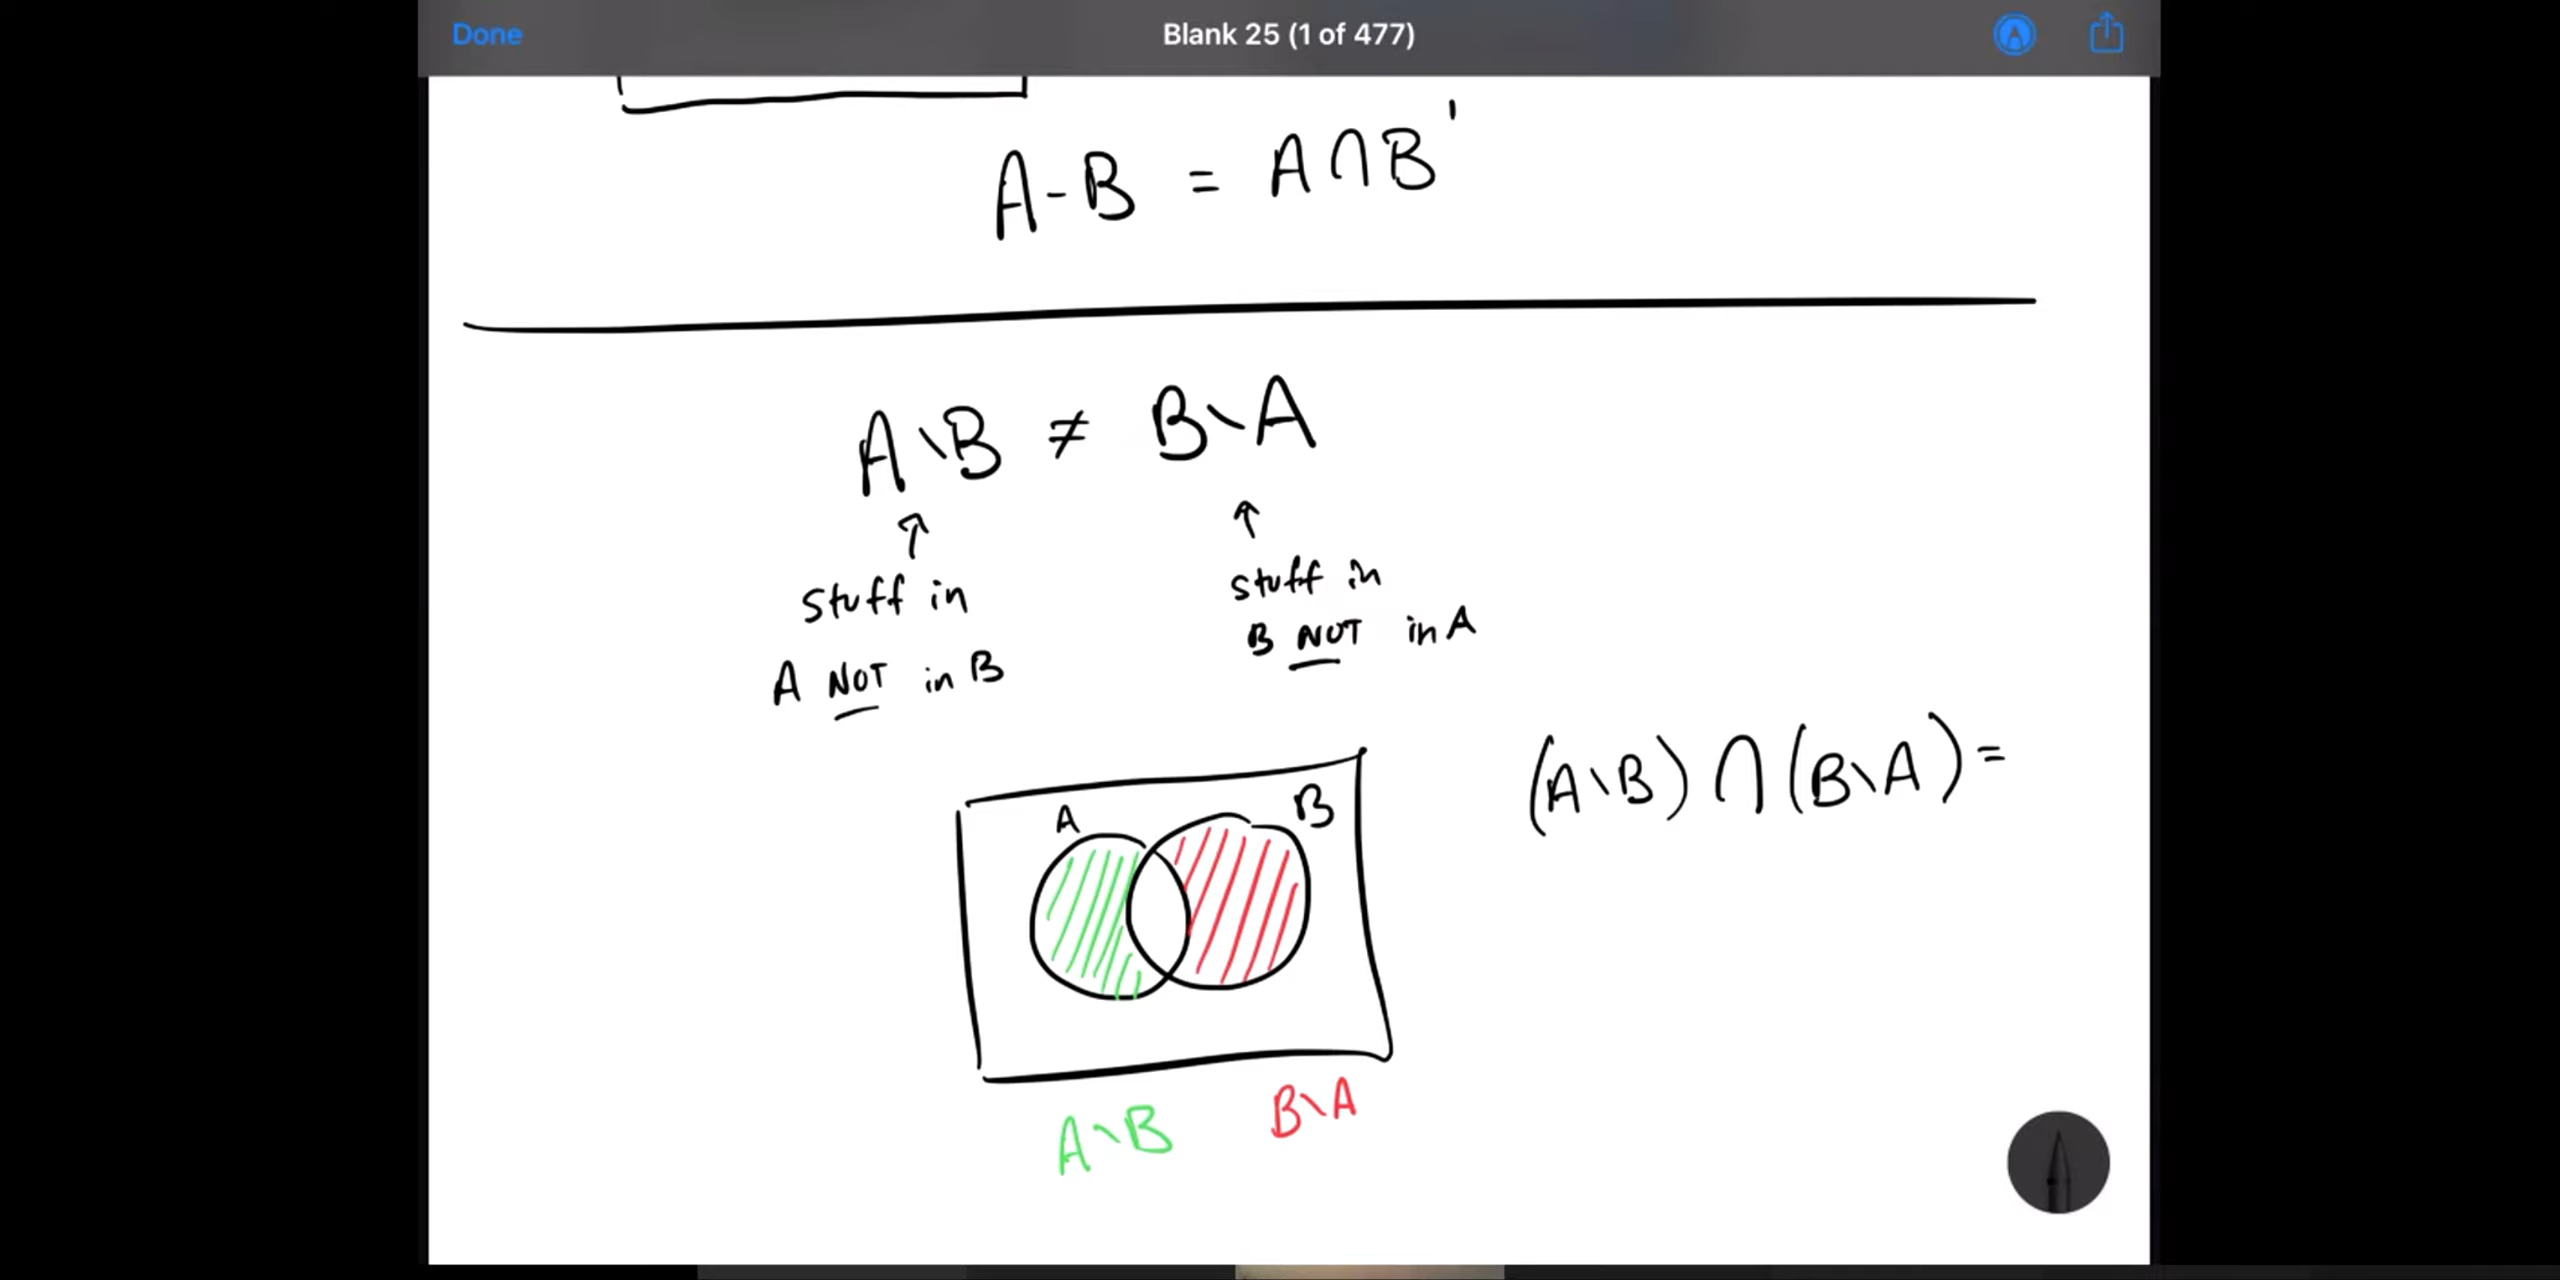 Done
Blank 25 (1 of 477)
A-B = A∩B'
A\B ≠ B\A
↑ ↑
stuff in
A NOT in B
stuff in
B NOT in A
(A\B)∩(B\A)=
A
B
A\B
B\A